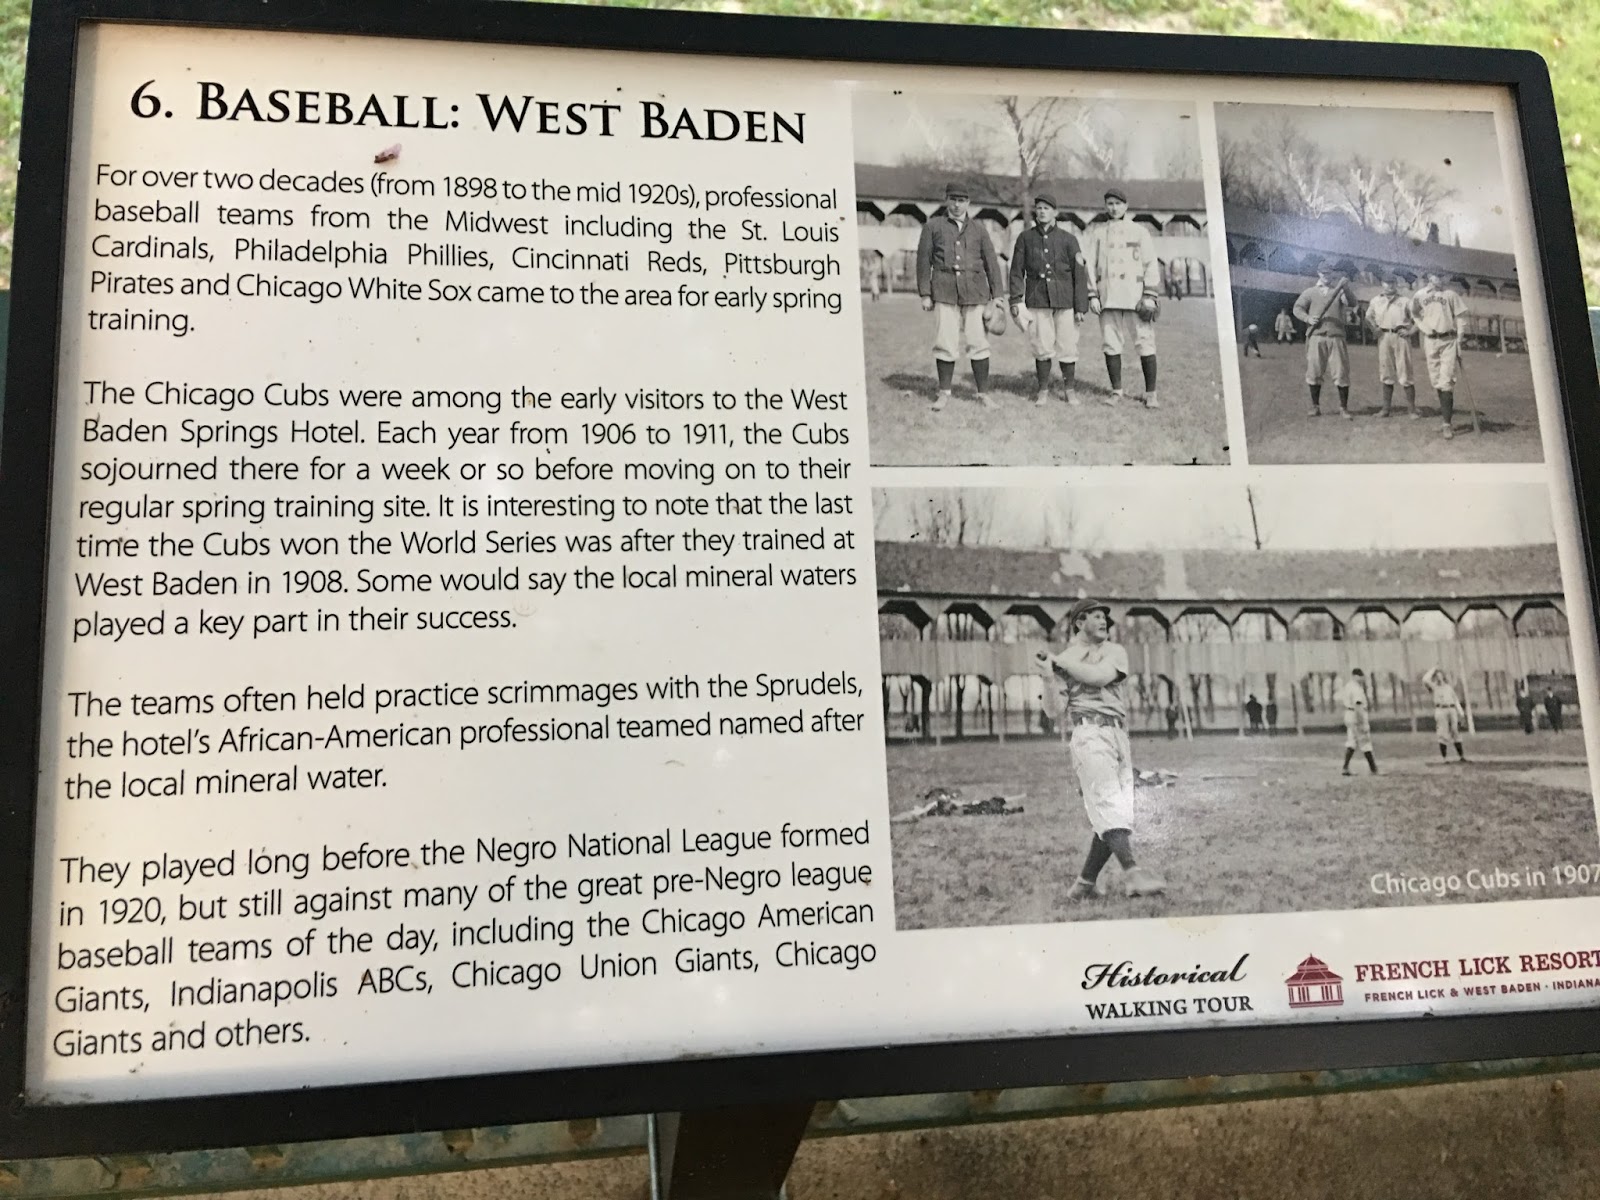 6. BASEBALL: WEST BADEN
For over two decades (from 1898 to the mid 1920s), professional
baseball teams from the Midwest including the St. Louis
Cardinals, Philadelphia Phillies, Cincinnati Reds, Pittsburgh
Pirates and Chicago White Sox came to the area for early spring
training.
The Chicago Cubs were among the early visitors to the West
Baden Springs Hotel. Each year from 1906 to 1911, the Cubs
sojourned there for a week or so before moving on to their
regular spring training site. It is interesting to note that the last
time the Cubs won the World Series was after they trained at
West Baden in 1908. Some would say the local mineral waters
played a key part in their success.
The teams often held practice scrimmages with the Sprudels,
the hotel's African-American professional teamed named after
the local mineral water.
They played long before the Negro National League formed
in 1920, but still against many of the great pre-Negro league
baseball teams of the day, including the Chicago American
Giants, Indianapolis ABCs, Chicago Union Giants, Chicago
Giants and others.
Chicago Cubs in 1907
Historical
WALKING TOUR
FRENCH LICK RESORT
FRENCH LICK & WEST BADEN · INDIANA